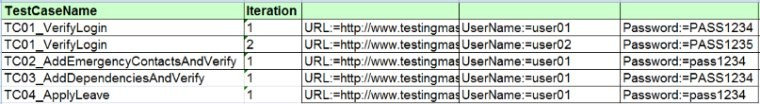 TestCaseName Iteration
TC01_VerifyLogin 1 URL:=http://www.testingmas UserName:=user01 Password:=PASS1234
TC01_VerifyLogin 2 URL:=http://www.testingmas UserName:=user02 Password:=PASS1235
TC02_AddEmergencyContactsAndVerify 1 URL:=http://www.testingmas UserName:=user01 Password:=pass1234
TC03_AddDependenciesAndVerify 1 URL:=http://www.testingmas UserName:=user01 Password:=PASS1234
TC04_ApplyLeave 1 URL:=http://www.testingmas UserName:=user01 Password:=pass1234